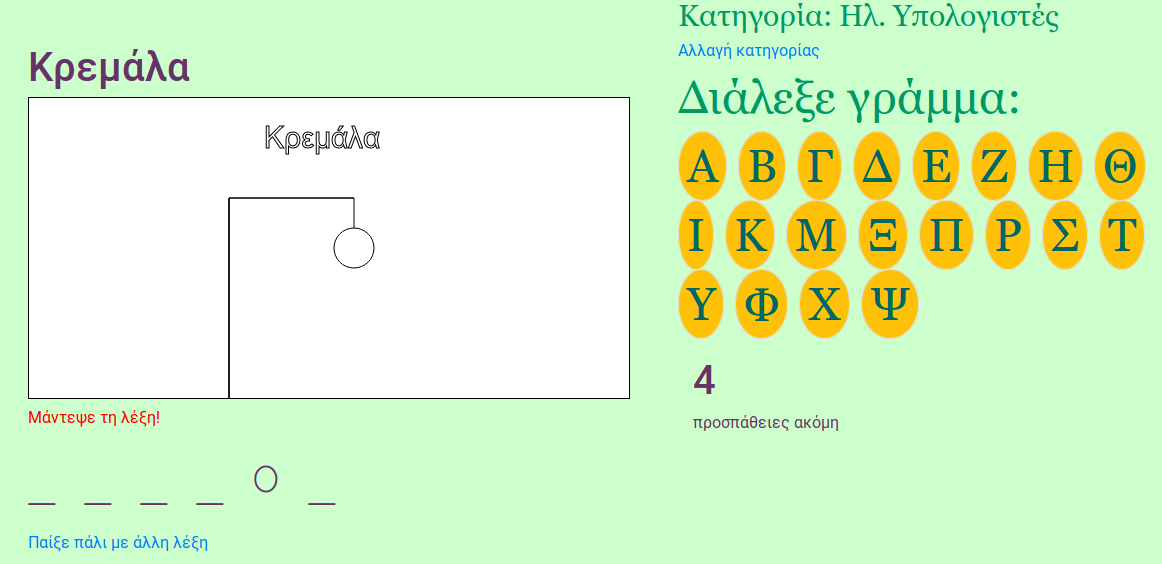 Κατηγορία: Ηλ. Υπολογιστές
Αλλαγή κατηγορίας
Κρεμάλα
Κρεμάλα
Διάλεξε γράμμα:
Α Β Γ Δ Ε Ζ Η Θ
Ι Κ Μ Ξ Π Ρ Σ Τ
Υ Φ Χ Ψ
4
προσπάθειες ακόμη
Μάντεψε τη λέξη!
_ _ _ _ Ο _
Παίξε πάλι με άλλη λέξη